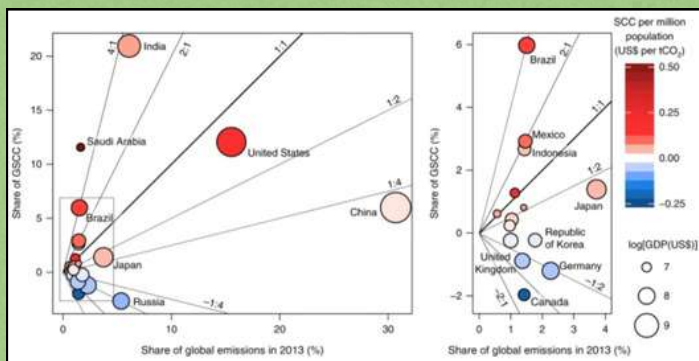 20
15
10
5
0
Share of GSCC (%)
4:1
2:1
1:1
1:2
1:4
−1:4
India
Saudi Arabia
United States
China
Brazil
Japan
Russia
0
10
20
30
Share of global emissions in 2013 (%)
6
4
2
0
−2
Share of GSCC (%)
2:1
1:1
1:2
−1:2
−2:1
Brazil
Mexico
Indonesia
Japan
Republic
of Korea
United
Kingdom
Germany
Canada
0
1
2
3
4
Share of global emissions in 2013 (%)
SCC per million
population
(US$ per tCO₂)
0.50
0.25
0.00
−0.25
log[GDP(US$)]
7
8
9